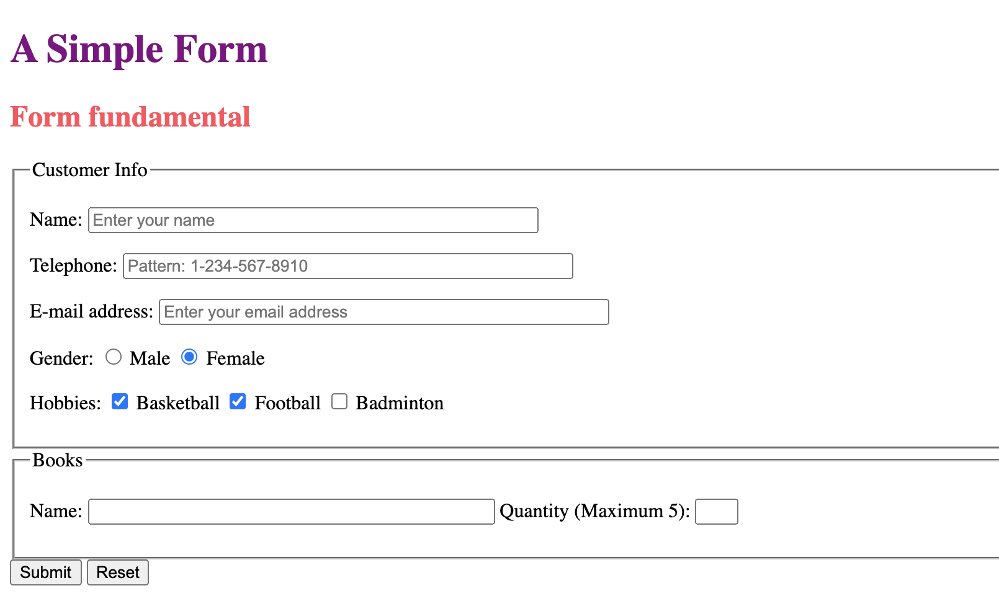 A Simple Form
Form fundamental
Customer Info
Name: Enter your name
Telephone: Pattern: 1-234-567-8910
E-mail address: Enter your email address
Gender: Male Female
Hobbies: Basketball Football Badminton
Books
Name: Quantity (Maximum 5):
Submit Reset